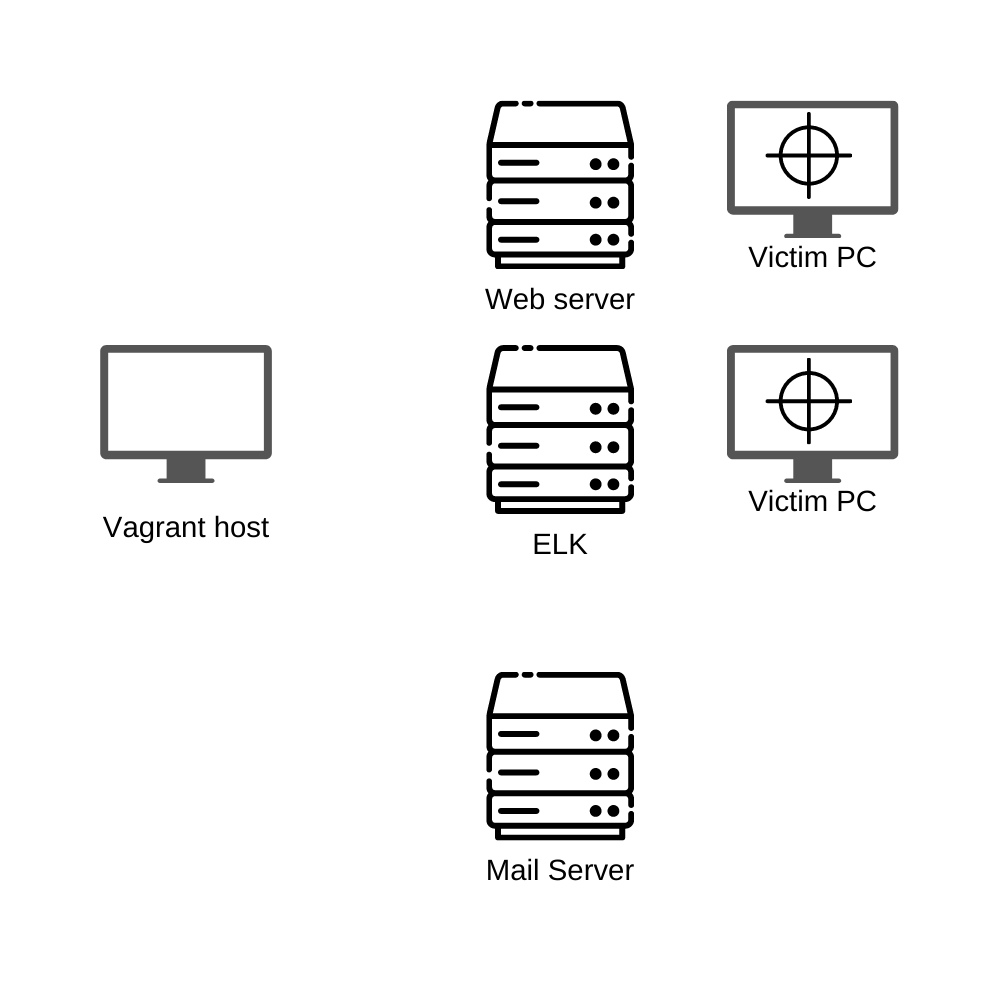 Victim PC
Web server
Victim PC
Vagrant host
ELK
Mail Server